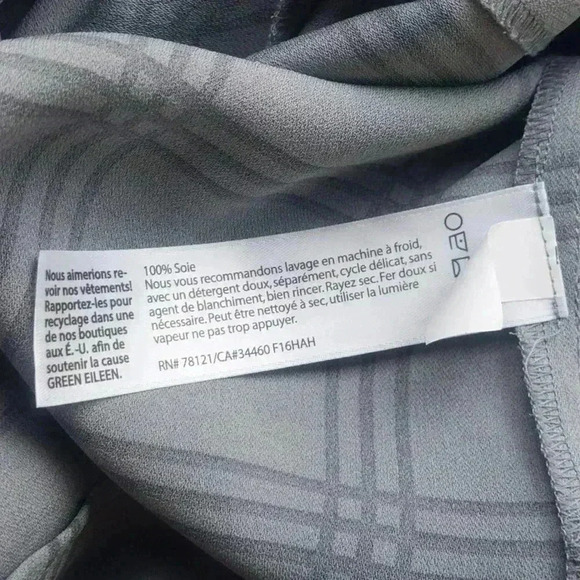 Nous aimerions re-
voir nos vêtements!
Rapportez-les pour
recyclage dans une
de nos boutiques
aux É.-U. afin de
soutenir la cause
GREEN EILEEN.
100% Soie
Nous vous recommandons lavage en machine à froid,
avec un détergent doux, séparément, cycle délicat, sans
agent de blanchiment, bien rincer. Rayez sec. Fer doux si
nécessaire. Peut être nettoyé à sec, utiliser la lumière
vapeur ne pas trop appuyer.
RN# 78121/CA#34460 F16HAH